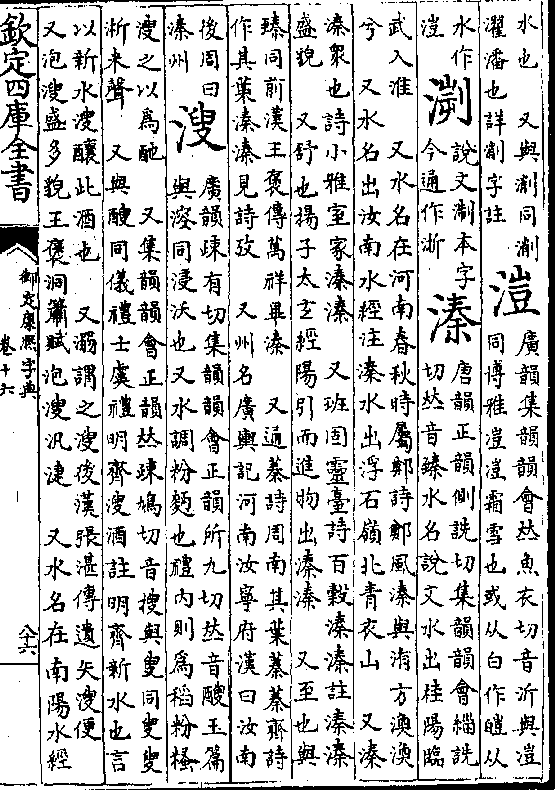 水也　又與淛同淛
濯潘也詳淛字註
溰
廣韻集韻韻會𠀤魚衣切音沂與凒
同博雅溰溰霜雪也或从白作皚从
水作
溰
說文淛本字
今通作浙
溱
唐韻正韻側詵切集韻韻會緇詵
切𠀤音臻水名說文水出桂陽臨
武入淮　又水名在河南春秋時屬鄭詩鄭風溱與洧方渙渙
兮　又水名出汝南水經注溱水出浮石嶺北青衣山　又溱
溱衆也詩小雅室家溱溱　又班固靈臺詩百穀溱溱註溱溱
盛貌　又舒也揚子太玄經陽引而進物出溱溱　又至也與
臻同前漢王褒傳萬祥畢溱　又通蓁詩周南其葉蓁蓁齊詩
作其葉溱溱見詩攷　又州名廣輿記河南汝寧府漢曰汝南
後周曰
溱州
溲
廣韻疎有切集韻韻會正韻所九切𠀤音醙玉篇
與溞同浸沃也又水調粉麪也禮內則爲稻粉糔
溲之以爲酏　又集韻韻會正韻𠀤疎鳩切音搜與叟同叟叟
淅米聲　又與醙同儀禮士虞禮明齊溲酒註明齊新水也言
以新水溲釀此酒也　又溺謂之溲後漢張湛傳遺矢溲便
又泡溲盛多貌王褒洞簫賦泡溲汎　又水名在南陽水經
欽定四庫全書
御定康熙字典
卷十六